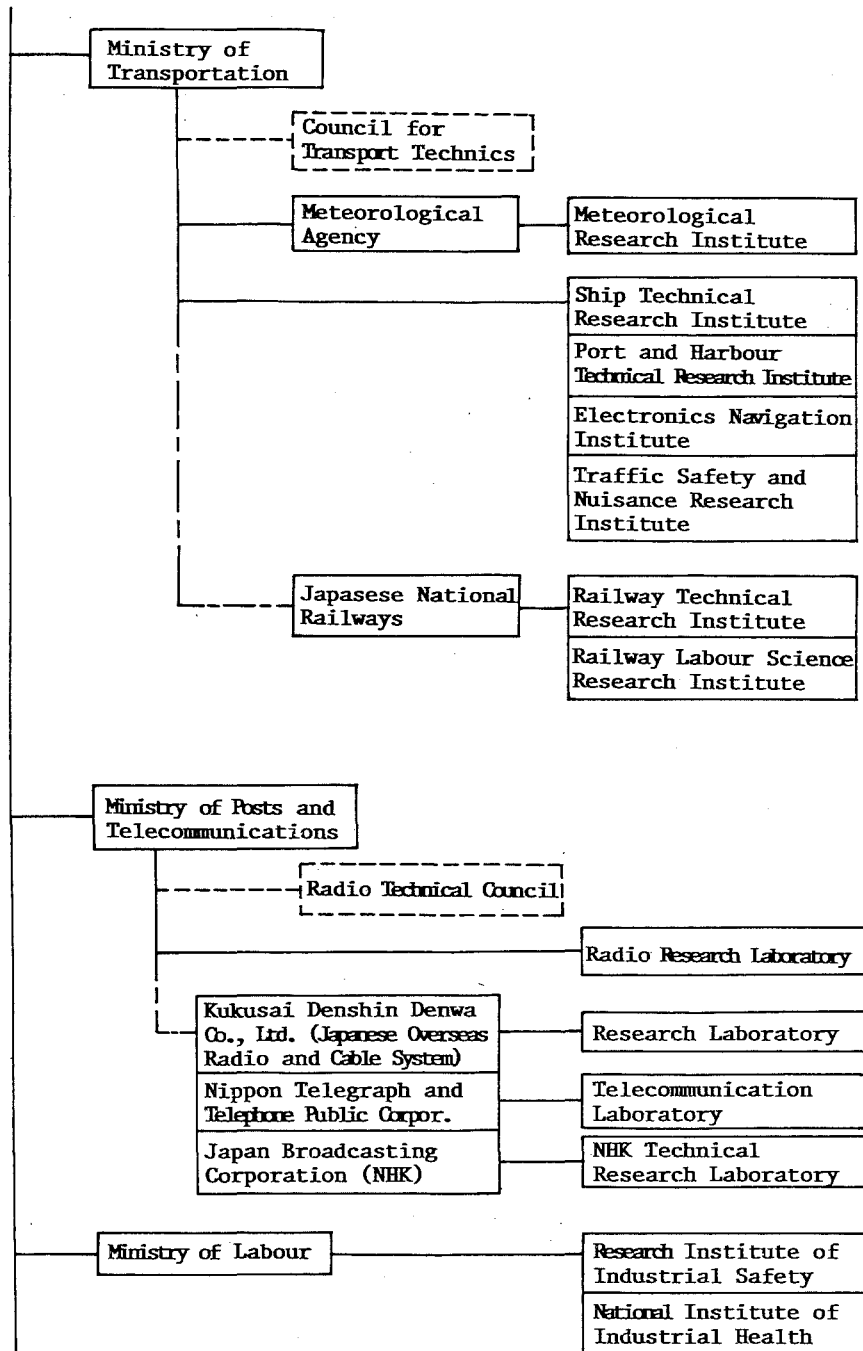 Ministry of
Transportation
Council for
Transport Technics
Meteorological
Agency
Meteorological
Research Institute
Ship Technical
Research Institute
Port and Harbour
Technical Research Institute
Electronics Navigation
Institute
Traffic Safety and
Nuisance Research
Institute
Japasese National
Railways
Railway Technical
Research Institute
Railway Labour Science
Research Institute
Ministry of Posts and
Telecommunications
Radio Technical Council
Radio Research Laboratory
Kukusai Denshin Denwa
Co., Ltd. (Japanese Overseas
Radio and Cable System)
Research Laboratory
Nippon Telegraph and
Telephone Public Corpor.
Telecommunication
Laboratory
Japan Broadcasting
Corporation (NHK)
NHK Technical
Research Laboratory
Ministry of Labour
Research Institute of
Industrial Safety
National Institute of
Industrial Health